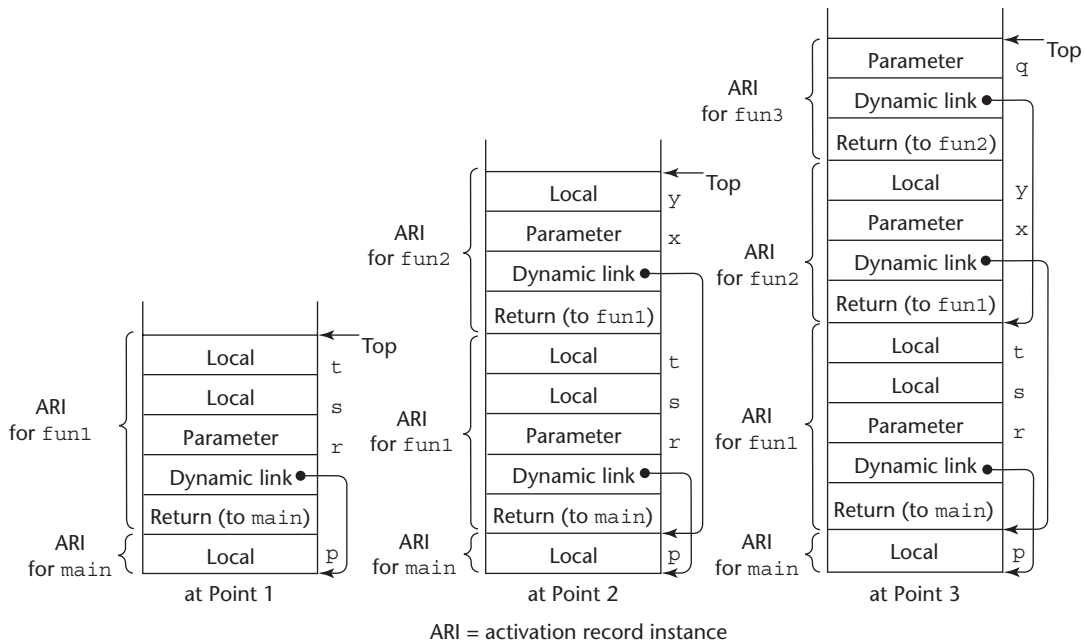 Local
t
Local
s
Parameter
r
Dynamic link
Return (to main)
Local
p
Top
ARI
for fun1
ARI
for main
at Point 1
Local
y
Parameter
x
Dynamic link
Return (to fun1)
Local
t
Local
s
Parameter
r
Dynamic link
Return (to main)
Local
p
Top
ARI
for fun2
ARI
for fun1
ARI
for main
at Point 2
Parameter
q
Dynamic link
Return (to fun2)
Local
y
Parameter
x
Dynamic link
Return (to fun1)
Local
t
Local
s
Parameter
r
Dynamic link
Return (to main)
Local
p
Top
ARI
for fun3
ARI
for fun2
ARI
for fun1
ARI
for main
at Point 3
ARI = activation record instance